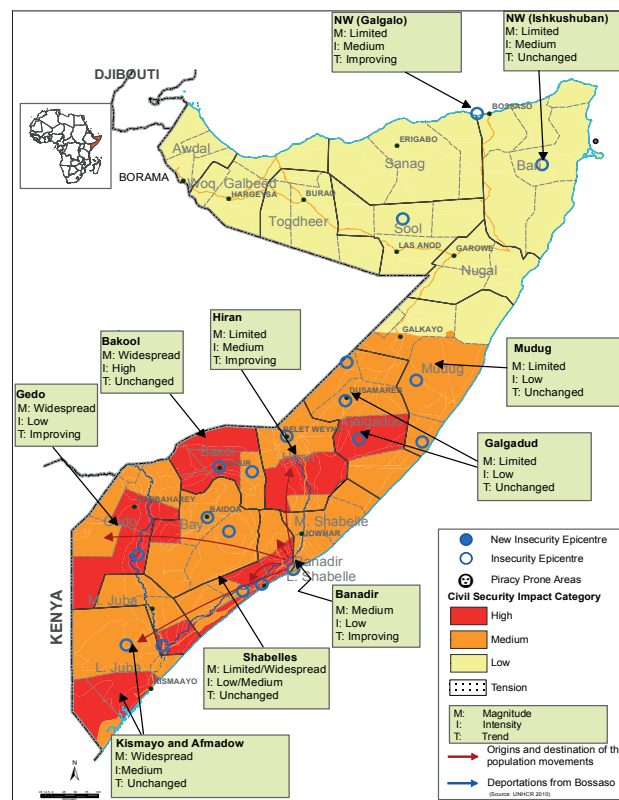 NW (Galgalo)
M: Limited
I: Medium
T: Improving
NW (Ishkushuban)
M: Limited
I: Medium
T: Unchanged
DJIBOUTI
BOSSASO
ERIGABO
Awdal
Sanag
Bari
BORAMA
Woq. Galbeed
HARGEYSA
BURAO
Togdheer
Sool
LAS ANOD
GAROWE
Nugal
Hiran
M: Limited
I: Medium
T: Improving
GALKAYO
Bakool
M: Widespread
I: High
T: Unchanged
Mudug
Mudug
M: Limited
I: Low
T: Unchanged
Gedo
M: Widespread
I: Low
T: Improving
DUSAMAREB
Galgadud
BELET WEYN
Hiran
Galgadud
M: Limited
I: Low
T: Unchanged
Bakol
Gedo
Bay
BAIDOA
M. Shabelle
JOWHAR
Banadir
L. Shabelle
New Insecurity Epicentre
Insecurity Epicentre
Piracy Prone Areas
Civil Security Impact Category
High
Medium
Low
Tension
KENYA
M. Juba
Banadir
M: Medium
I: Low
T: Improving
L. Juba
Shabelles
M: Limited/Widespread
I: Low/Medium
T: Unchanged
KISMAAYO
M: Magnitude
I: Intensity
T: Trend
Kismayo and Afmadow
M: Widespread
I:Medium
T: Unchanged
N
Origins and destination of th
population movements
Deportations from Bossaso
(Source: UNHCR 2010)